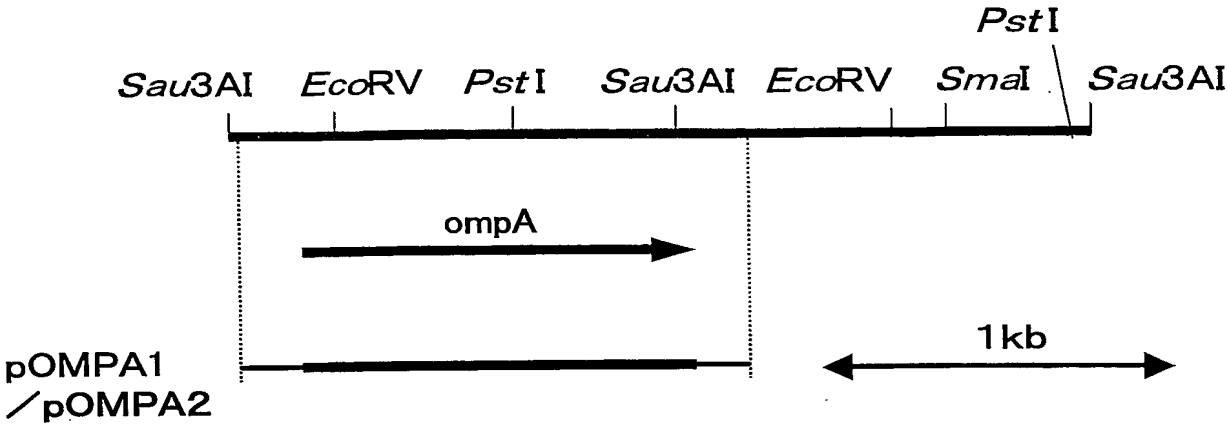 PstI
Sau3AI EcoRV PstI Sau3AI EcoRV SmaI Sau3AI
ompA
1kb
pOMPA1
/pOMPA2